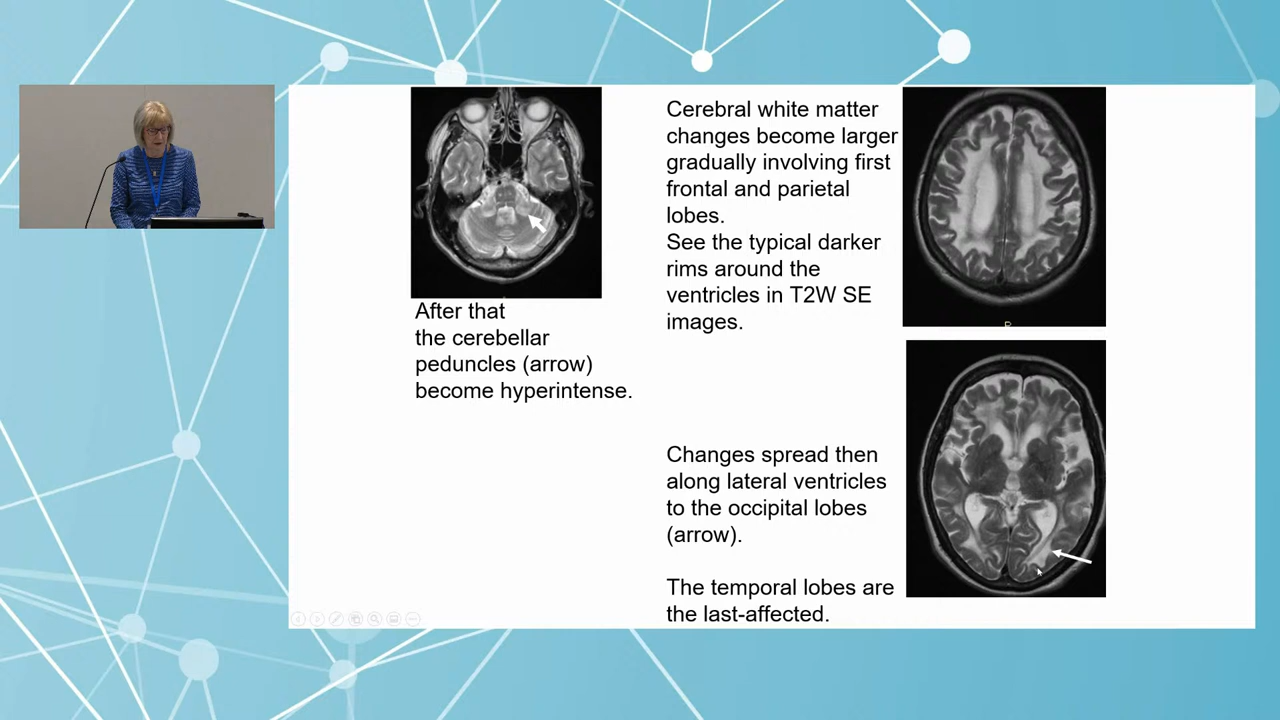 After that
the cerebellar
peduncles (arrow)
become hyperintense.
Cerebral white matter
changes become larger
gradually involving first
frontal and parietal
lobes.
See the typical darker
rims around the
ventricles in T2W SE
images.
Changes spread then
along lateral ventricles
to the occipital lobes
(arrow).
The temporal lobes are
the last-affected.